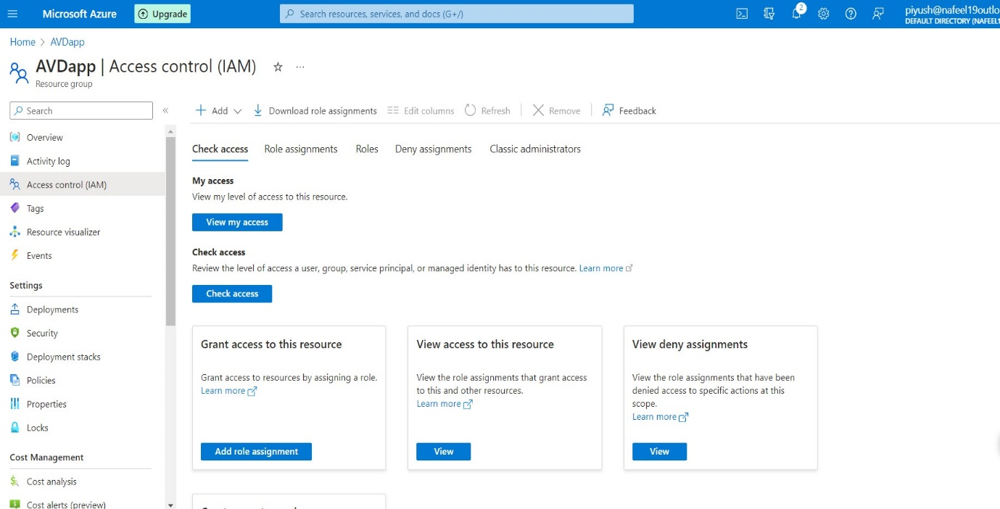 Microsoft Azure
Upgrade
Search resources, services, and docs (G+/)
2
piyush@nafeel19outlo
DEFAULT DIRECTORY (NAFEEL1
Home > AVDapp
AVDapp | Access control (IAM)
Resource group
Search
Overview
Activity log
Access control (IAM)
Tags
Resource visualizer
Events
Settings
Deployments
Security
Deployment stacks
Policies
Properties
Locks
Cost Management
Cost analysis
Cost alerts (preview)
Add
Download role assignments
Edit columns
Refresh
Remove
Feedback
Check access
Role assignments
Roles
Deny assignments
Classic administrators
My access
View my level of access to this resource.
View my access
Check access
Review the level of access a user, group, service principal, or managed identity has to this resource. Learn more
Check access
Grant access to this resource
Grant access to resources by assigning a role.
Learn more
Add role assignment
View access to this resource
View the role assignments that grant access
to this and other resources.
Learn more
View
View deny assignments
View the role assignments that have been
denied access to specific actions at this
scope.
Learn more
View